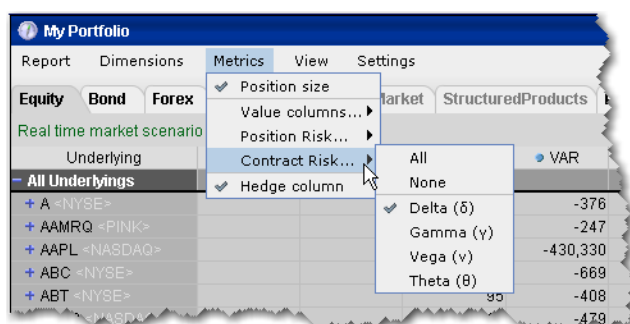 My Portfolio
Report Dimensions Metrics View Settings
Equity Bond Forex Market StructuredProducts
Position size
Value columns...
Position Risk...
Contract Risk...
Hedge column
All
None
Delta (δ)
Gamma (γ)
Vega (ν)
Theta (θ)
Real time market scenario
Underlying VAR
All Underlyings
+ A <NYSE> -376
+ AAMRQ <PINK> -247
+ AAPL <NASDAQ> -430,330
+ ABC <NYSE> -669
+ ABT <NYSE> 95 -408
-479